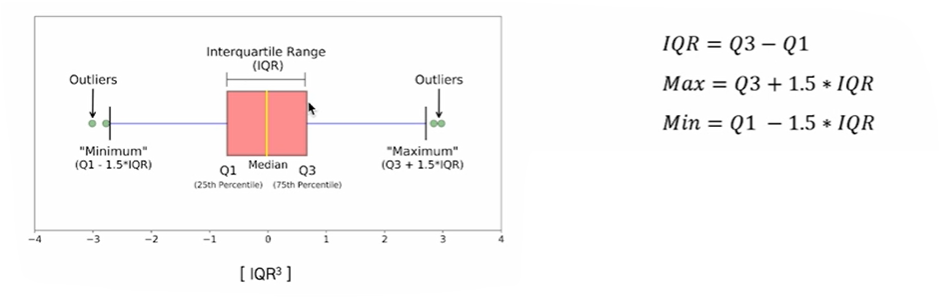 Interquartile Range
(IQR)
Outliers
Outliers
"Minimum"
(Q1 - 1.5*IQR)
"Maximum"
(Q3 + 1.5*IQR)
Q1
Median
Q3
(25th Percentile)
(75th Percentile)
−4 −3 −2 −1 0 1 2 3 4
[ IQR³ ]
IQR = Q3 − Q1
Max = Q3 + 1.5 * IQR
Min = Q1 − 1.5 * IQR